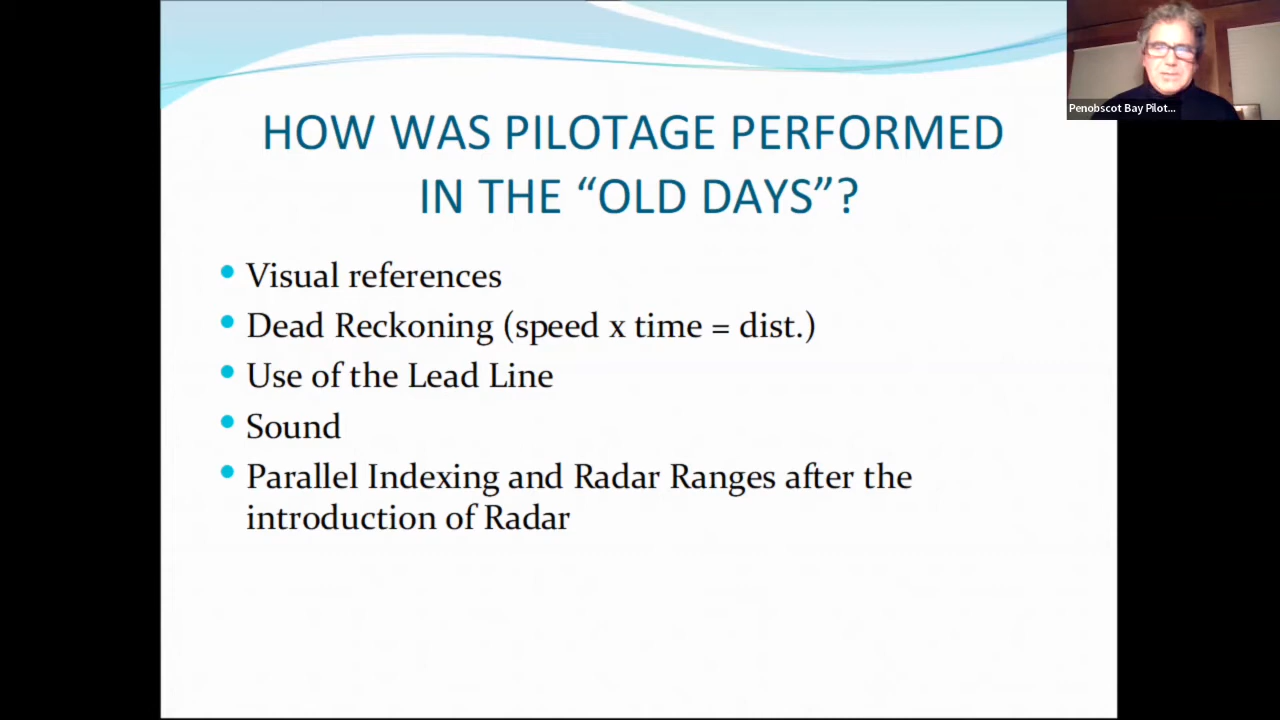 HOW WAS PILOTAGE PERFORMED
IN THE “OLD DAYS”?
• Visual references
• Dead Reckoning (speed x time = dist.)
• Use of the Lead Line
• Sound
• Parallel Indexing and Radar Ranges after the
introduction of Radar
Penobscot Bay Pilot...